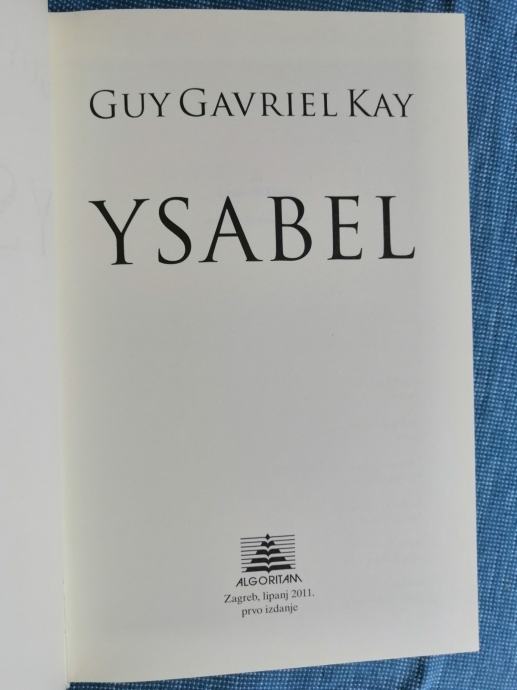 GUY GAVRIEL KAY
YSABEL
ALGORITAM
Zagreb, lipanj 2011.
prvo izdanje